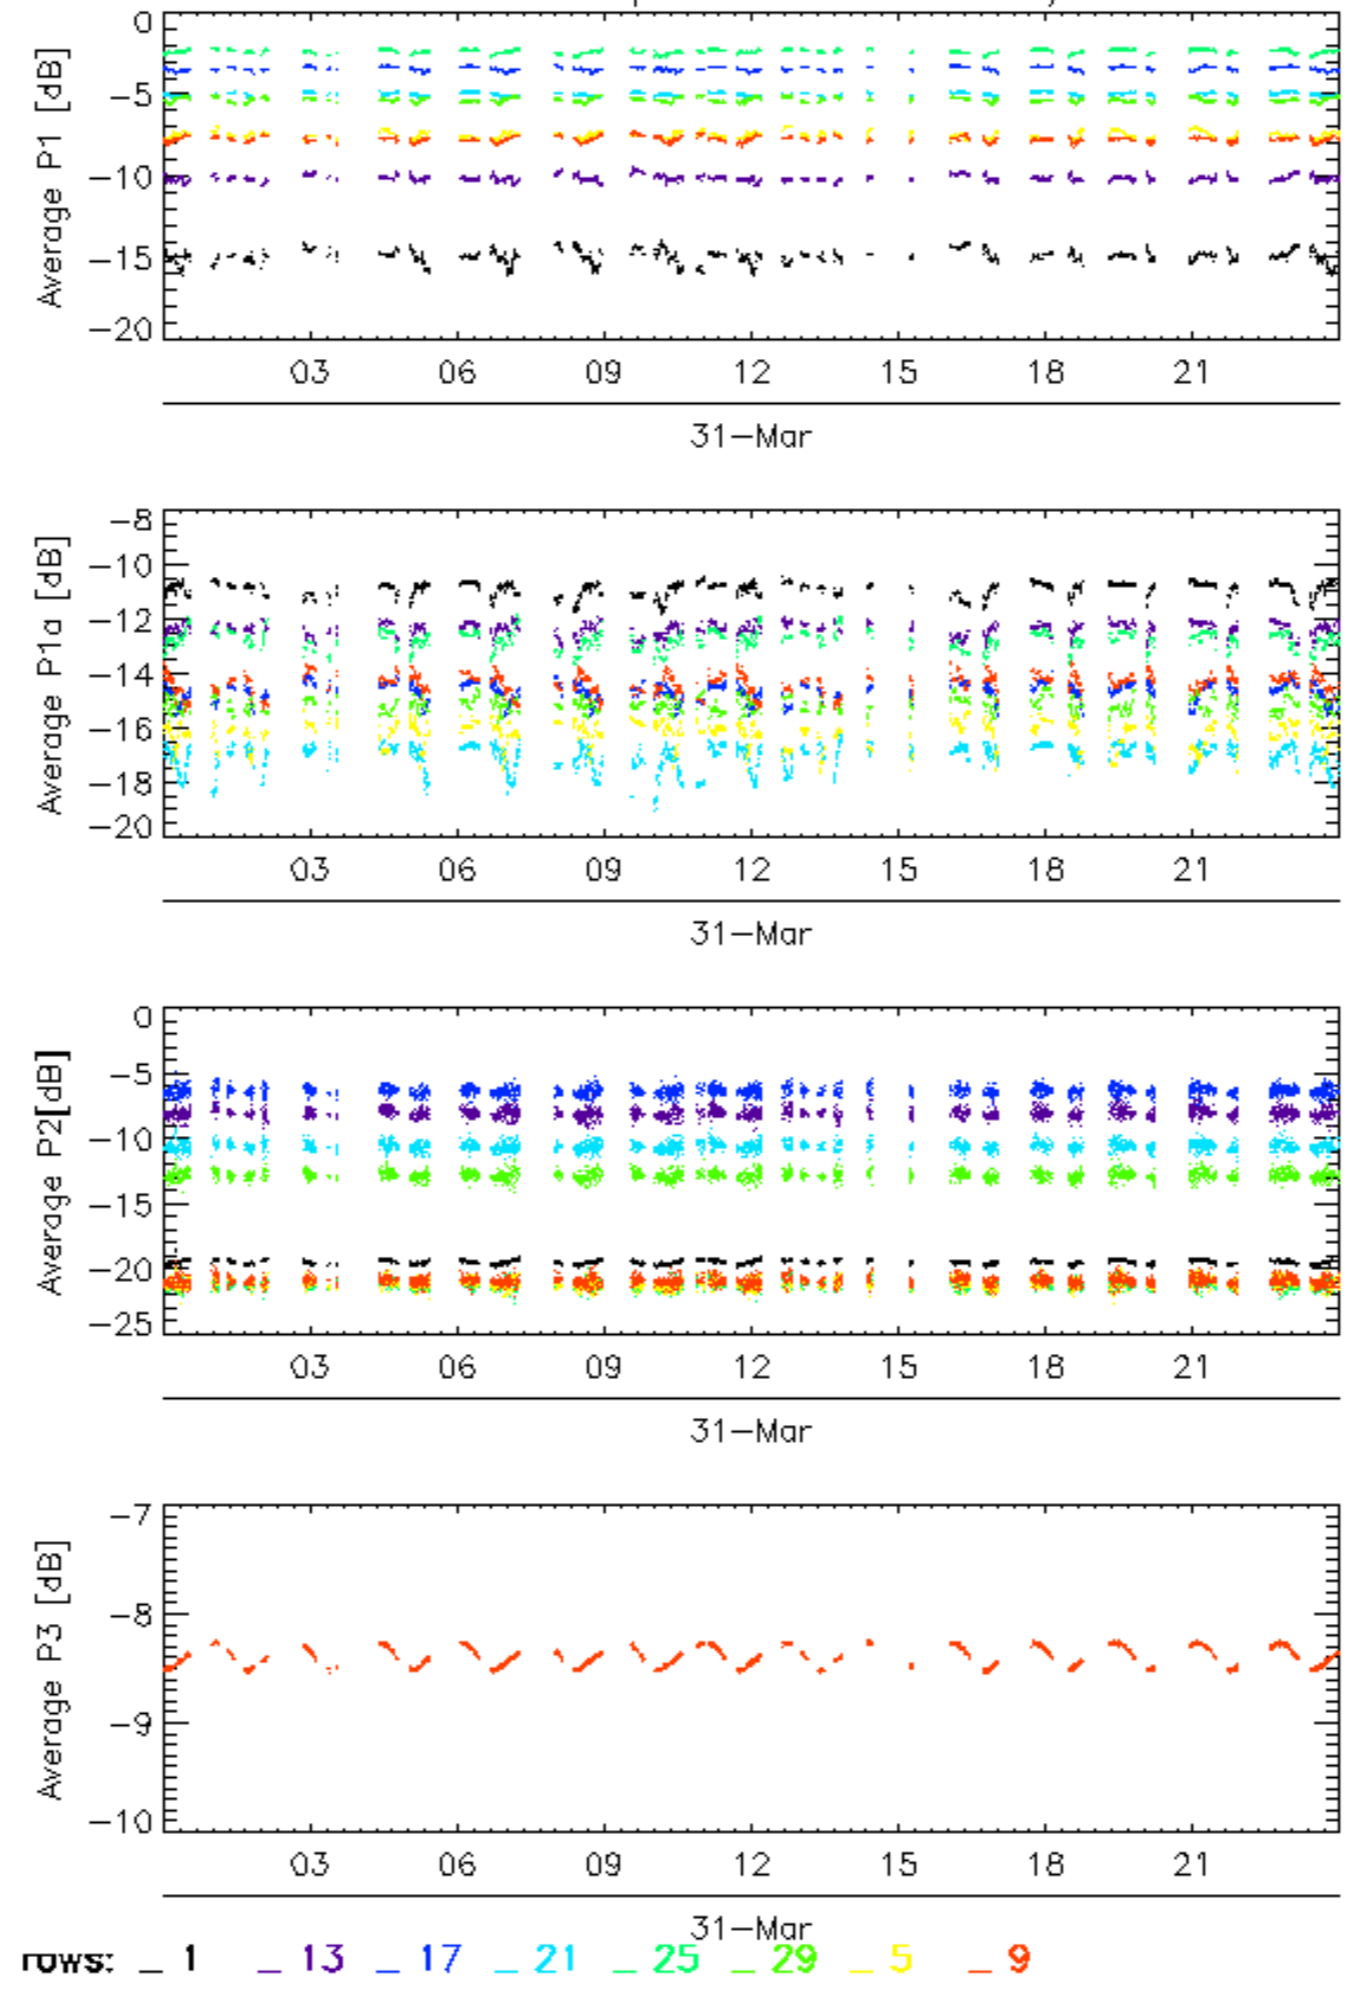 0
−5
−10
−15
−20
Average P1 [dB]
03 06 09 12 15 18 21
31−Mar
−8
−10
−12
−14
−16
−18
−20
Average P1a [dB]
03 06 09 12 15 18 21
31−Mar
0
−5
−10
−15
−20
−25
Average P2[dB]
03 06 09 12 15 18 21
31−Mar
−7
−8
−9
−10
Average P3 [dB]
03 06 09 12 15 18 21
31−Mar
rows: _ 1 _ 13 _ 17 _ 21 _ 25 _ 29 _ 5 _ 9